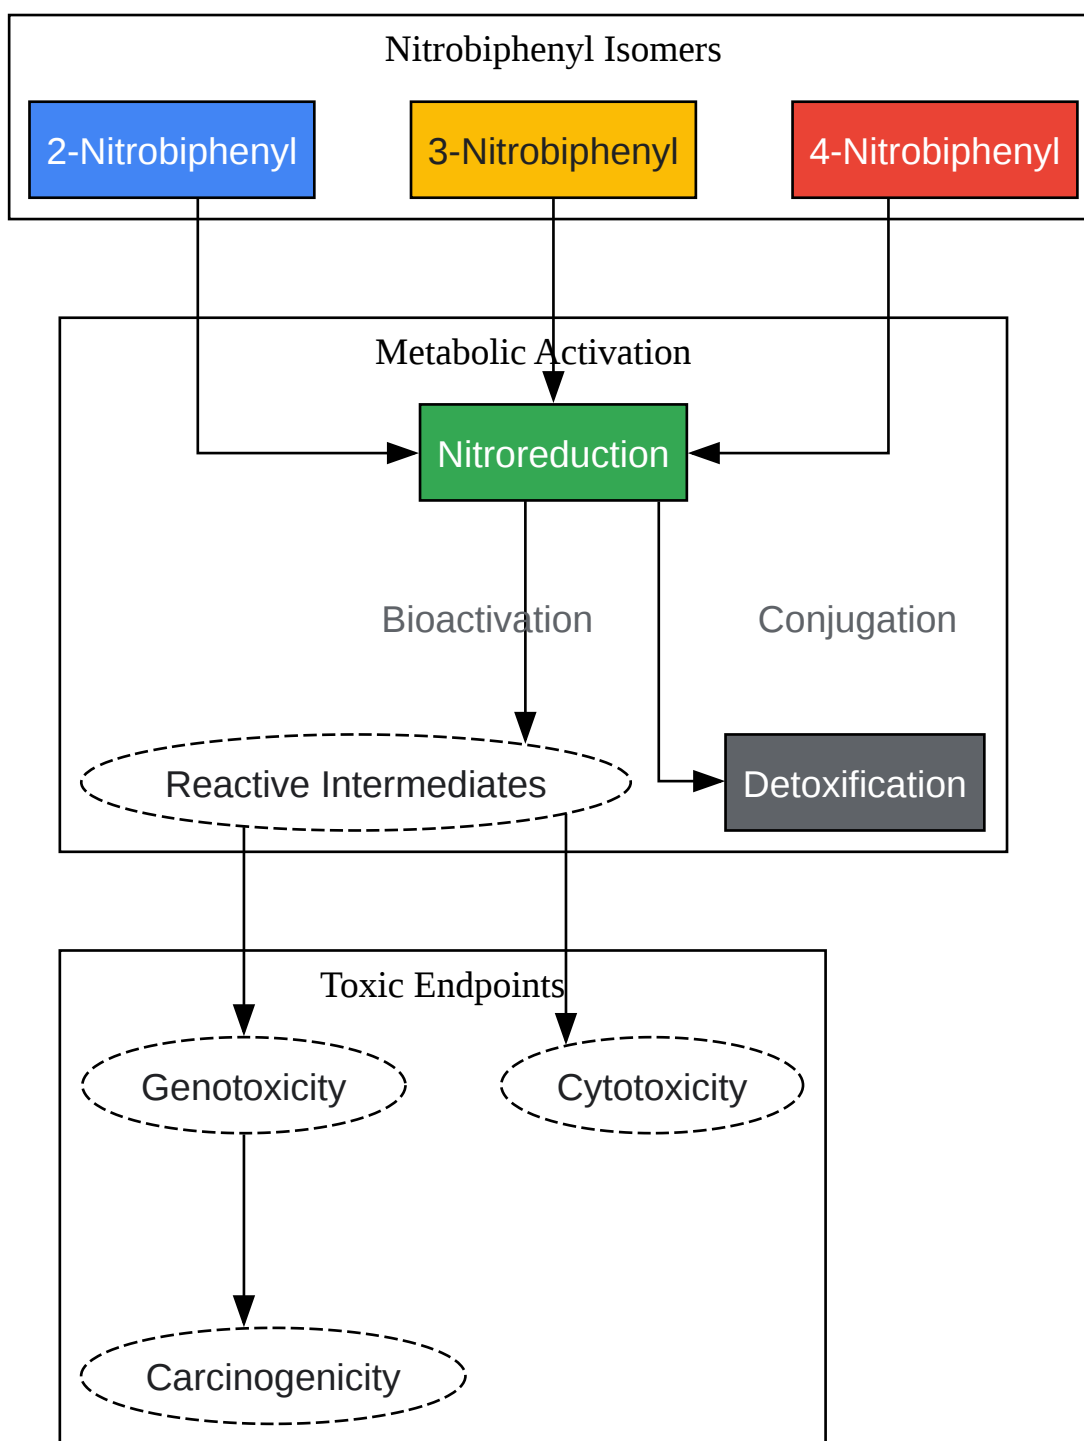 Nitrobiphenyl Isomers
2-Nitrobiphenyl
3-Nitrobiphenyl
4-Nitrobiphenyl
Metabolic Activation
Nitroreduction
Bioactivation
Conjugation
Reactive Intermediates
Detoxification
Toxic Endpoints
Genotoxicity
Cytotoxicity
Carcinogenicity